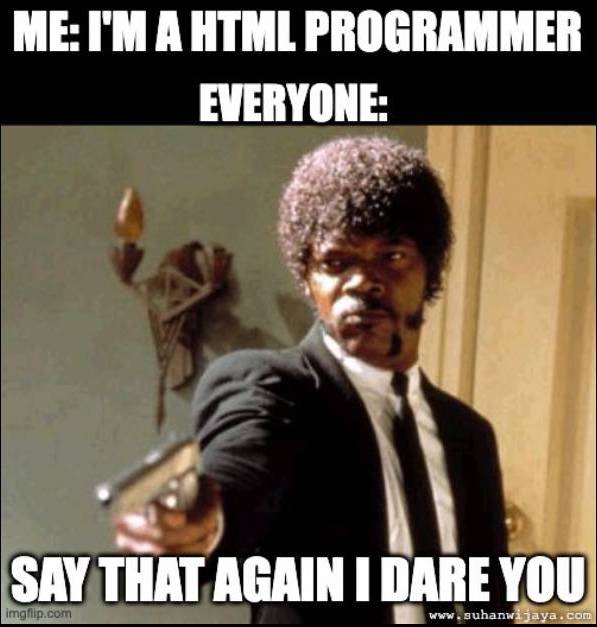 ME: I'M A HTML PROGRAMMER
EVERYONE:
SAY THAT AGAIN I DARE YOU
imgflip.com
www.suhanwijaya.com